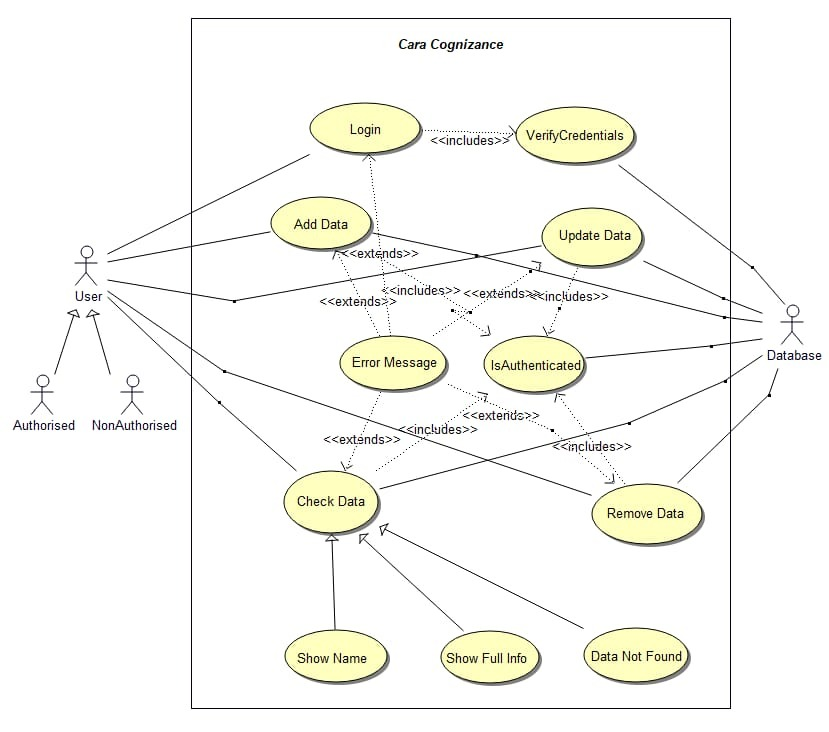 Cara Cognizance
Login
<<includes>>
VerifyCredentials
Add Data
Update Data
<<extends>>
User
<<extends>>
<<includes>>
<<extends>>
<<includes>>
Database
Error Message
IsAuthenticated
Authorised
NonAuthorised
<<extends>>
<<includes>>
<<extends>>
<<includes>>
Check Data
Remove Data
Show Name
Show Full Info
Data Not Found